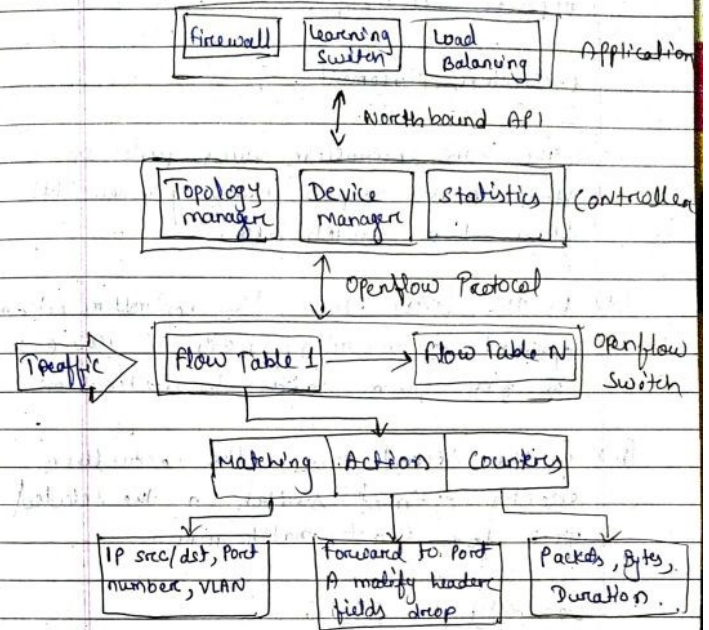 Firewall
Learning
Switch
Load
Balancing
Application
Northbound API
Topology
manager
Device
Manager
Statistics
Controller
Openflow Protocol
Traffic
Flow Table 1
Flow Table N
Openflow
Switch
Matching
Action
Counters
IP src/dst, Port
number, VLAN
Forward to Port
A modify header
fields drop
Packets, Bytes,
Duration.